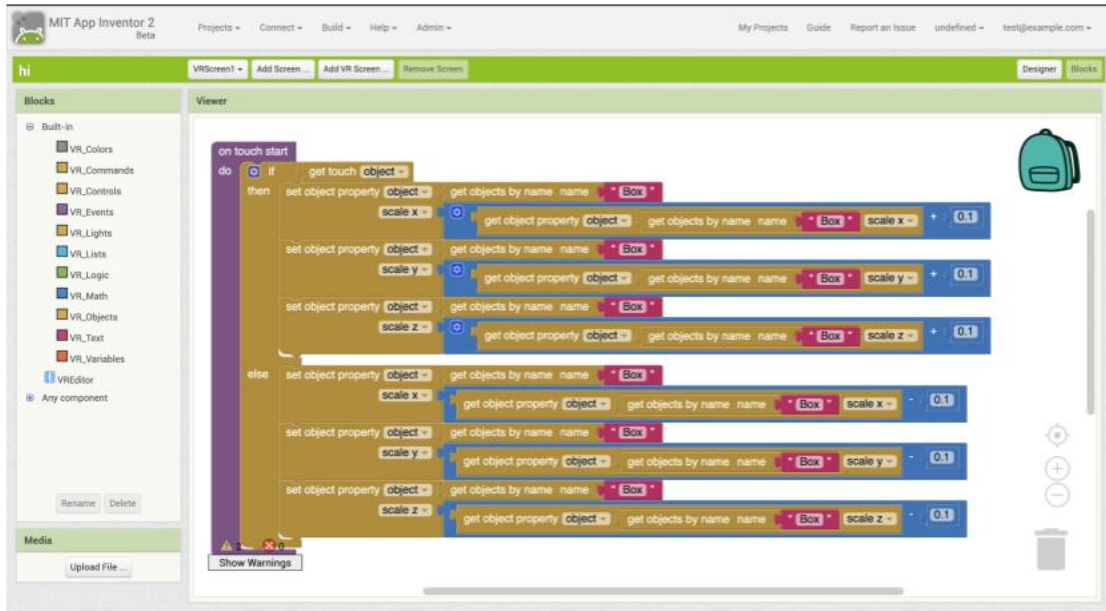 MIT App Inventor 2
Beta
Projects Connect Build Help Admin
My Projects Guide Report an Issue undefined test@example.com
hi
VRScreen1 Add Screen ... Add VR Screen ... Remove Screen
Designer Blocks
Blocks
Viewer
Built-in
VR_Colors
VR_Commands
VR_Controls
VR_Events
VR_Lights
VR_Lists
VR_Logic
VR_Math
VR_Objects
VR_Text
VR_Variables
VREditor
Any component
Rename Delete
Media
Upload File ...
on touch start
do if get touch object
then set object property object get objects by name name " Box "
scale x get object property object get objects by name name " Box " scale x + 0.1
set object property object get objects by name name " Box "
scale y get object property object get objects by name name " Box " scale y + 0.1
set object property object get objects by name name " Box "
scale z get object property object get objects by name name " Box " scale z + 0.1
else set object property object get objects by name name " Box "
scale x get object property object get objects by name name " Box " scale x - 0.1
set object property object get objects by name name " Box "
scale y get object property object get objects by name name " Box " scale y - 0.1
set object property object get objects by name name " Box "
scale z get object property object get objects by name name " Box " scale z - 0.1
0
Show Warnings